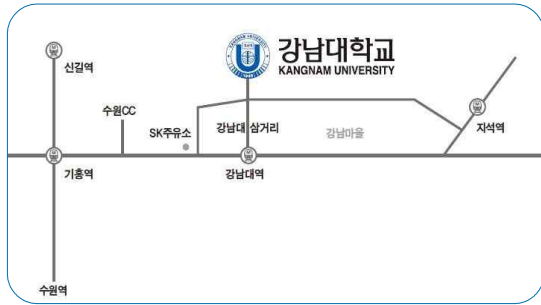 강남대학교
KANGNAM UNIVERSITY
신길역
수원CC
SK주유소
강남대 삼거리
강남마을
지석역
기흥역
강남대역
수원역